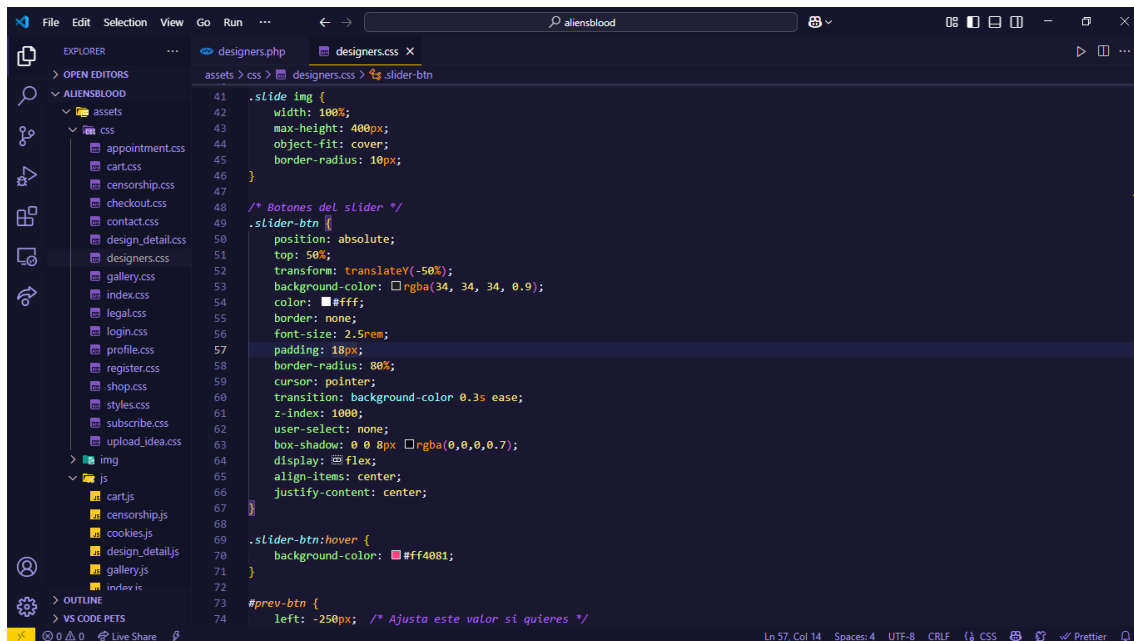 File Edit Selection View Go Run ··· aliensblood
EXPLORER ···
designers.php designers.css
OPEN EDITORS
assets > css > designers.css > .slider-btn
ALIENSBLOOD
assets
css
appointment.css
cart.css
censorship.css
checkout.css
contact.css
design_detail.css
designers.css
gallery.css
index.css
legal.css
login.css
profile.css
register.css
shop.css
styles.css
subscribe.css
upload_idea.css
img
js
cart.js
censorship.js
cookies.js
design_detail.js
gallery.js
index.js
OUTLINE
VS CODE PETS
41 .slide img {
42 width: 100%;
43 max-height: 400px;
44 object-fit: cover;
45 border-radius: 10px;
46 }
47
48 /* Botones del slider */
49 .slider-btn {
50 position: absolute;
51 top: 50%;
52 transform: translateY(-50%);
53 background-color: rgba(34, 34, 34, 0.9);
54 color: #fff;
55 border: none;
56 font-size: 2.5rem;
57 padding: 18px;
58 border-radius: 80%;
59 cursor: pointer;
60 transition: background-color 0.3s ease;
61 z-index: 1000;
62 user-select: none;
63 box-shadow: 0 0 8px rgba(0,0,0,0.7);
64 display: flex;
65 align-items: center;
66 justify-content: center;
67 }
68
69 .slider-btn:hover {
70 background-color: #ff4081;
71 }
72
73 #prev-btn {
74 left: -250px; /* Ajusta este valor si quieres */
0 0 Live Share Ln 57, Col 14 Spaces: 4 UTF-8 CRLF CSS Prettier